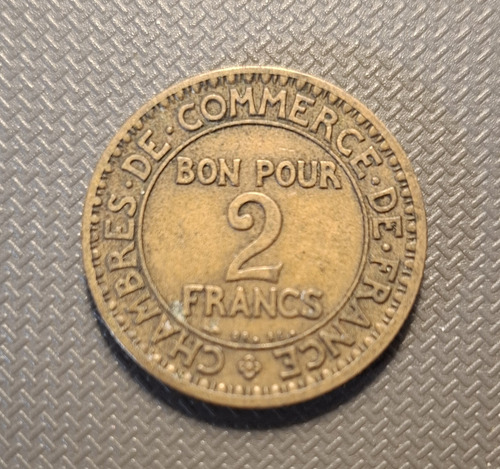 CHAMBRES·DE·COMMERCE·DE·FRANCE
BON POUR
2
FRANCS